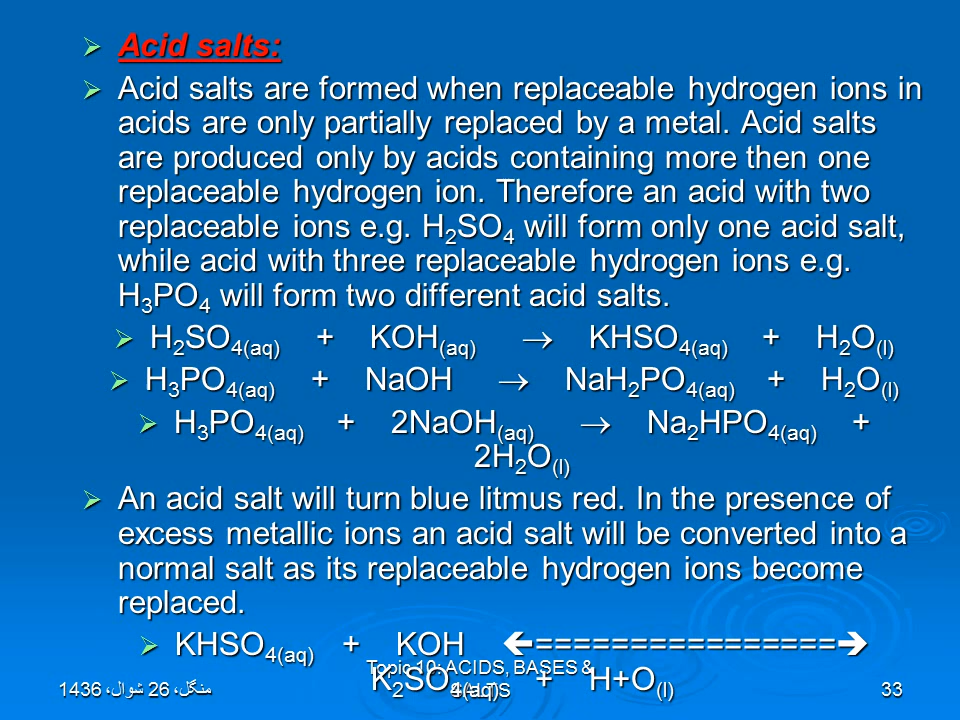 Acid salts:
Acid salts are formed when replaceable hydrogen ions in
acids are only partially replaced by a metal. Acid salts
are produced only by acids containing more then one
replaceable hydrogen ion. Therefore an acid with two
replaceable ions e.g. H₂SO₄ will form only one acid salt,
while acid with three replaceable hydrogen ions e.g.
H₃PO₄ will form two different acid salts.
H₂SO₄(aq) + KOH(aq) → KHSO₄(aq) + H₂O(l)
H₃PO₄(aq) + NaOH → NaH₂PO₄(aq) + H₂O(l)
H₃PO₄(aq) + 2NaOH(aq) → Na₂HPO₄(aq) +
2H₂O(l)
An acid salt will turn blue litmus red. In the presence of
excess metallic ions an acid salt will be converted into a
normal salt as its replaceable hydrogen ions become
replaced.
KHSO₄(aq) + KOH 🡸================🡺
K₂SO₄(aq) + H+O(l)
Topic 10: ACIDS, BASES &
SALTS
منگل، 26 شوال، 1436
33